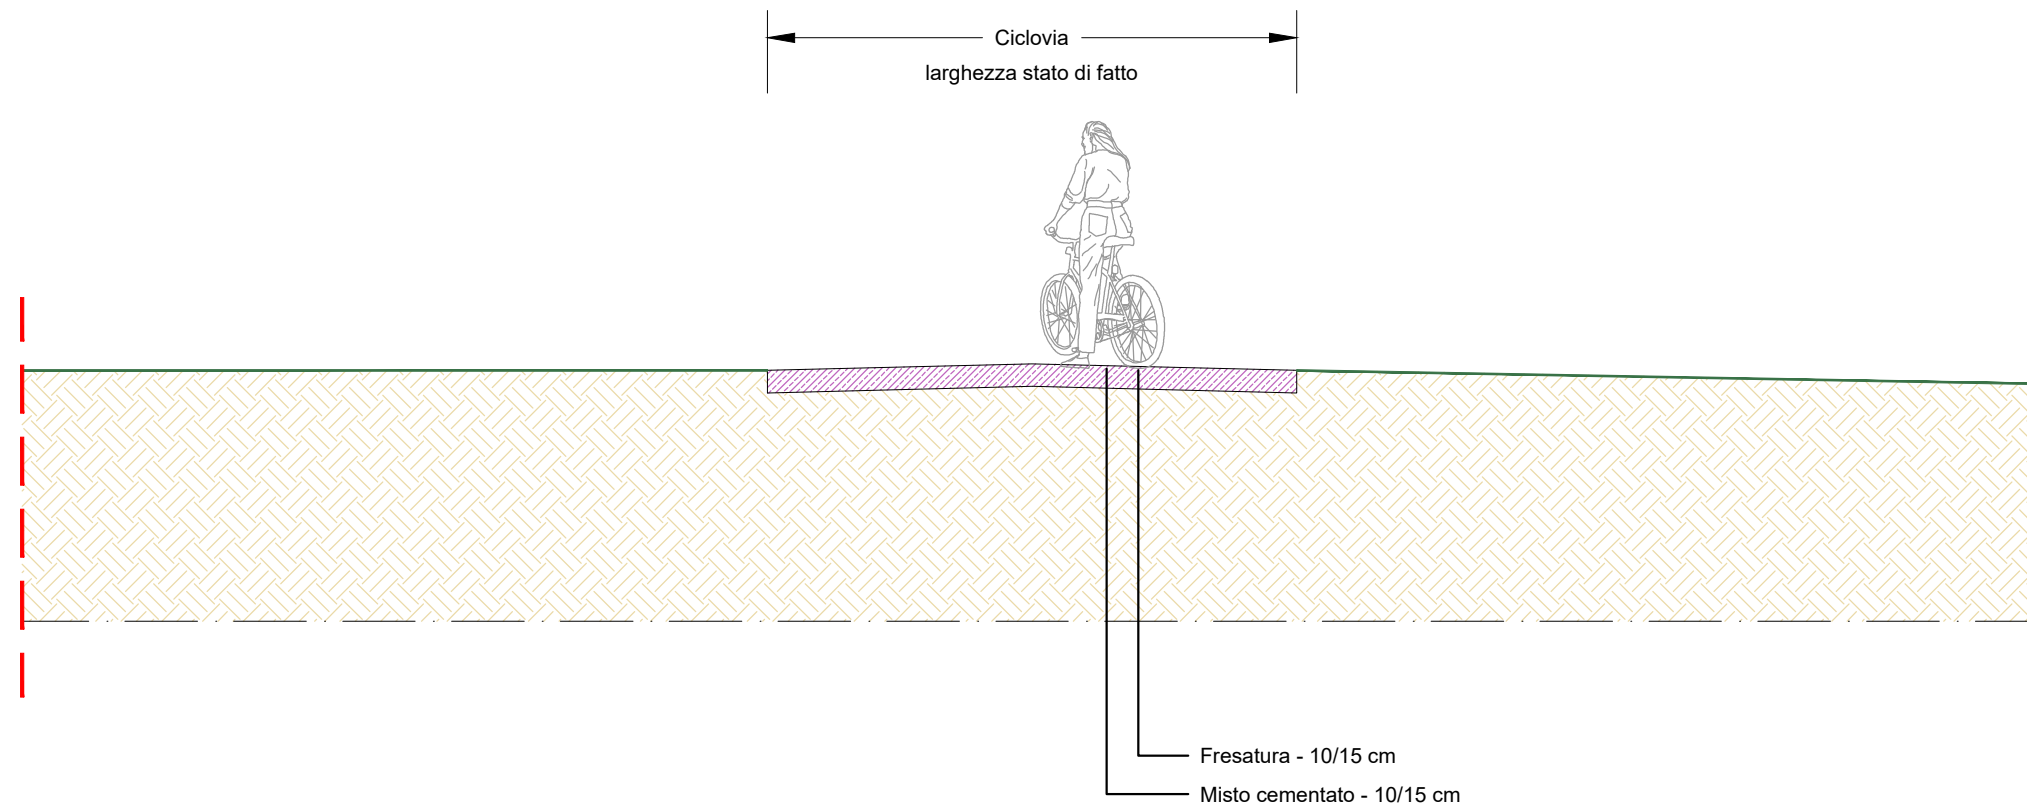 Ciclovia
larghezza stato di fatto
Fresatura - 10/15 cm
Misto cementato - 10/15 cm